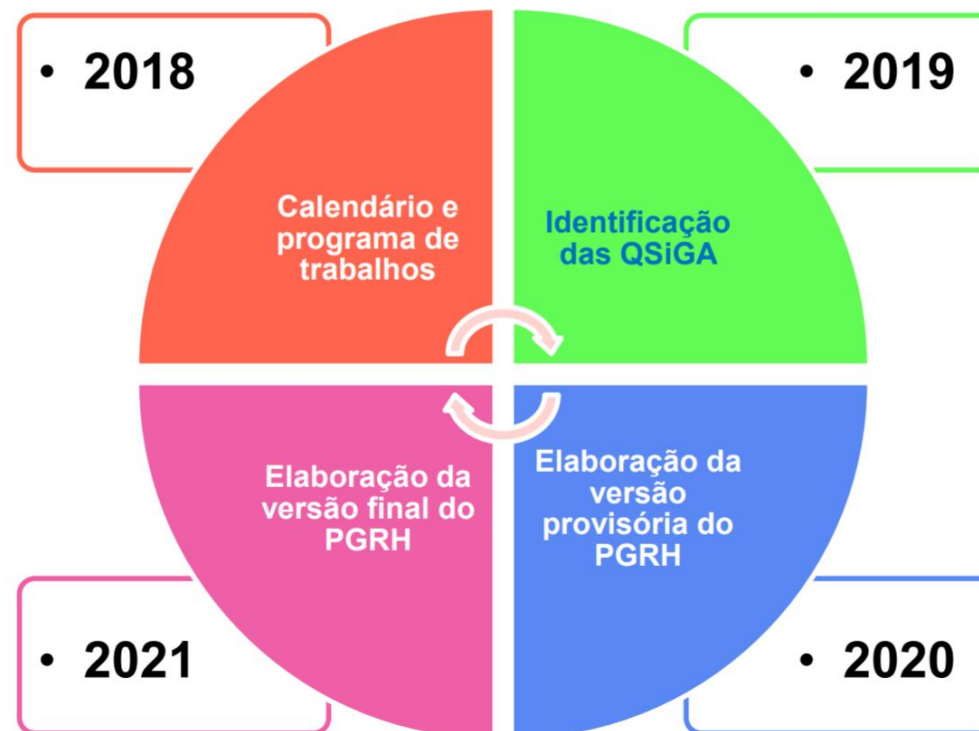 • 2018
Calendário e
programa de
trabalhos
• 2019
Identificação
das QSiGA
Elaboração da
versão
provisória do
PGRH
• 2020
Elaboração da
versão final do
PGRH
• 2021